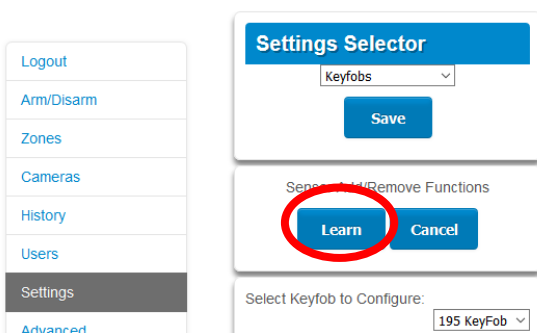 Logout
Arm/Disarm
Zones
Cameras
History
Users
Settings
Advanced
Settings Selector
Keyfobs
Save
Sensor Add/Remove Functions
Learn
Cancel
Select Keyfob to Configure:
195 KeyFob